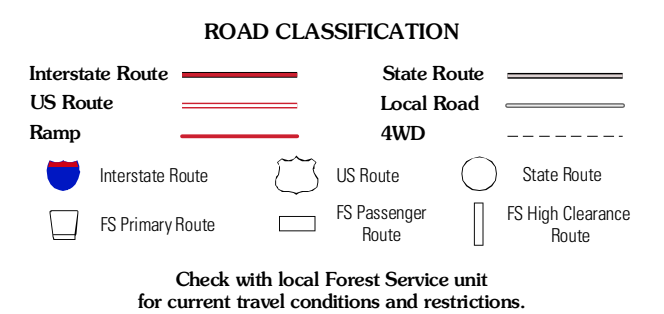 ROAD CLASSIFICATION
Interstate Route
State Route
US Route
Local Road
Ramp
4WD
Interstate Route
US Route
State Route
FS Primary Route
FS Passenger
Route
FS High Clearance
Route
Check with local Forest Service unit
for current travel conditions and restrictions.